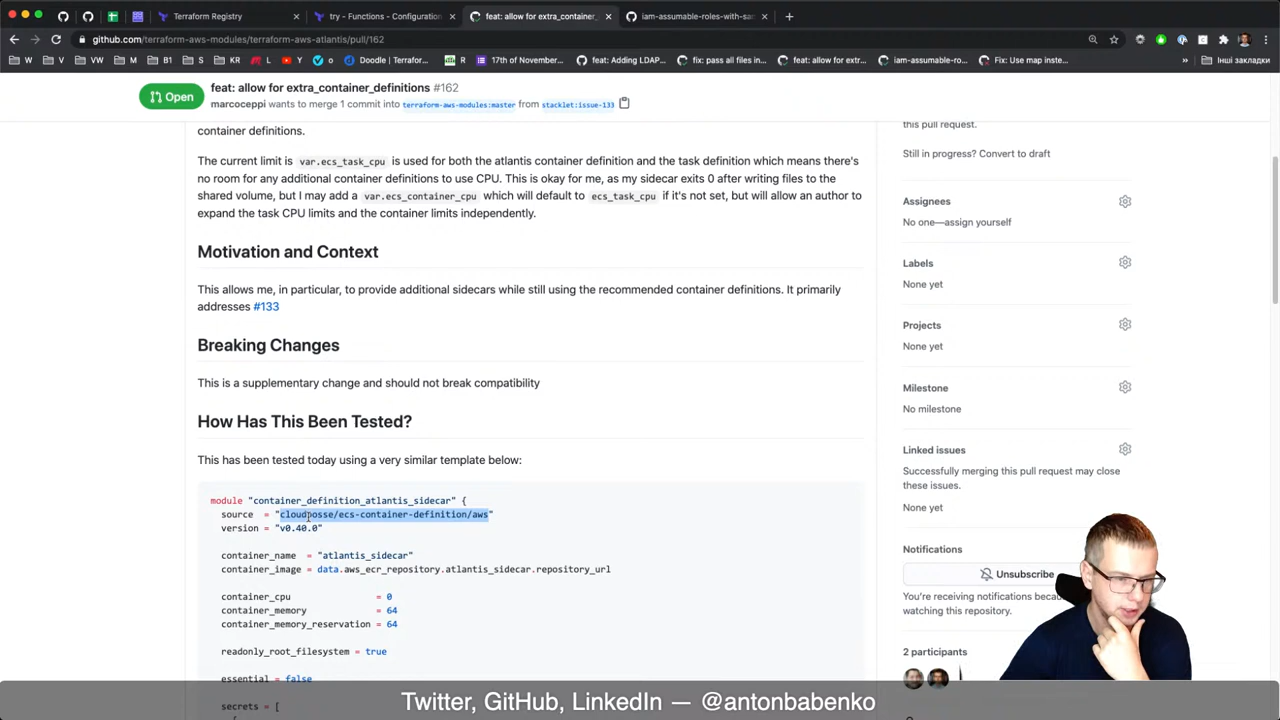 Terraform Registry
try - Functions - Configuration
feat: allow for extra_container_
iam-assumable-roles-with-sa
github.com/terraform-aws-modules/terraform-aws-atlantis/pull/162
W
V
VW
M
B1
S
KR
L
Y
o
Doodle (Terrafor...
R
17th of November...
feat: Adding LDAP...
fix: pass all files in...
feat: allow for extr...
iam-assumable-ro...
Fix: Use map inste...
»
Інші закладки
Open
feat: allow for extra_container_definitions #162
marcoceppi wants to merge 1 commit into terraform-aws-modules:master from stacklet:issue-133
container definitions.
The current limit is var.ecs_task_cpu is used for both the atlantis container definition and the task definition which means there's
no room for any additional container definitions to use CPU. This is okay for me, as my sidecar exits 0 after writing files to the
shared volume, but I may add a var.ecs_container_cpu which will default to ecs_task_cpu if it's not set, but will allow an author to
expand the task CPU limits and the container limits independently.
Motivation and Context
This allows me, in particular, to provide additional sidecars while still using the recommended container definitions. It primarily
addresses #133
Breaking Changes
This is a supplementary change and should not break compatibility
How Has This Been Tested?
This has been tested today using a very similar template below:
module "container_definition_atlantis_sidecar" {
source = "cloudposse/ecs-container-definition/aws"
version = "v0.40.0"
container_name = "atlantis_sidecar"
container_image = data.aws_ecr_repository.atlantis_sidecar.repository_url
container_cpu = 0
container_memory = 64
container_memory_reservation = 64
readonly_root_filesystem = true
essential = false
secrets = [
this pull request.
Still in progress? Convert to draft
Assignees
No one—assign yourself
Labels
None yet
Projects
None yet
Milestone
No milestone
Linked issues
Successfully merging this pull request may close
these issues.
None yet
Notifications
Unsubscribe
You're receiving notifications
watching this repository.
2 participants
Twitter, GitHub, LinkedIn — @antonbabenko